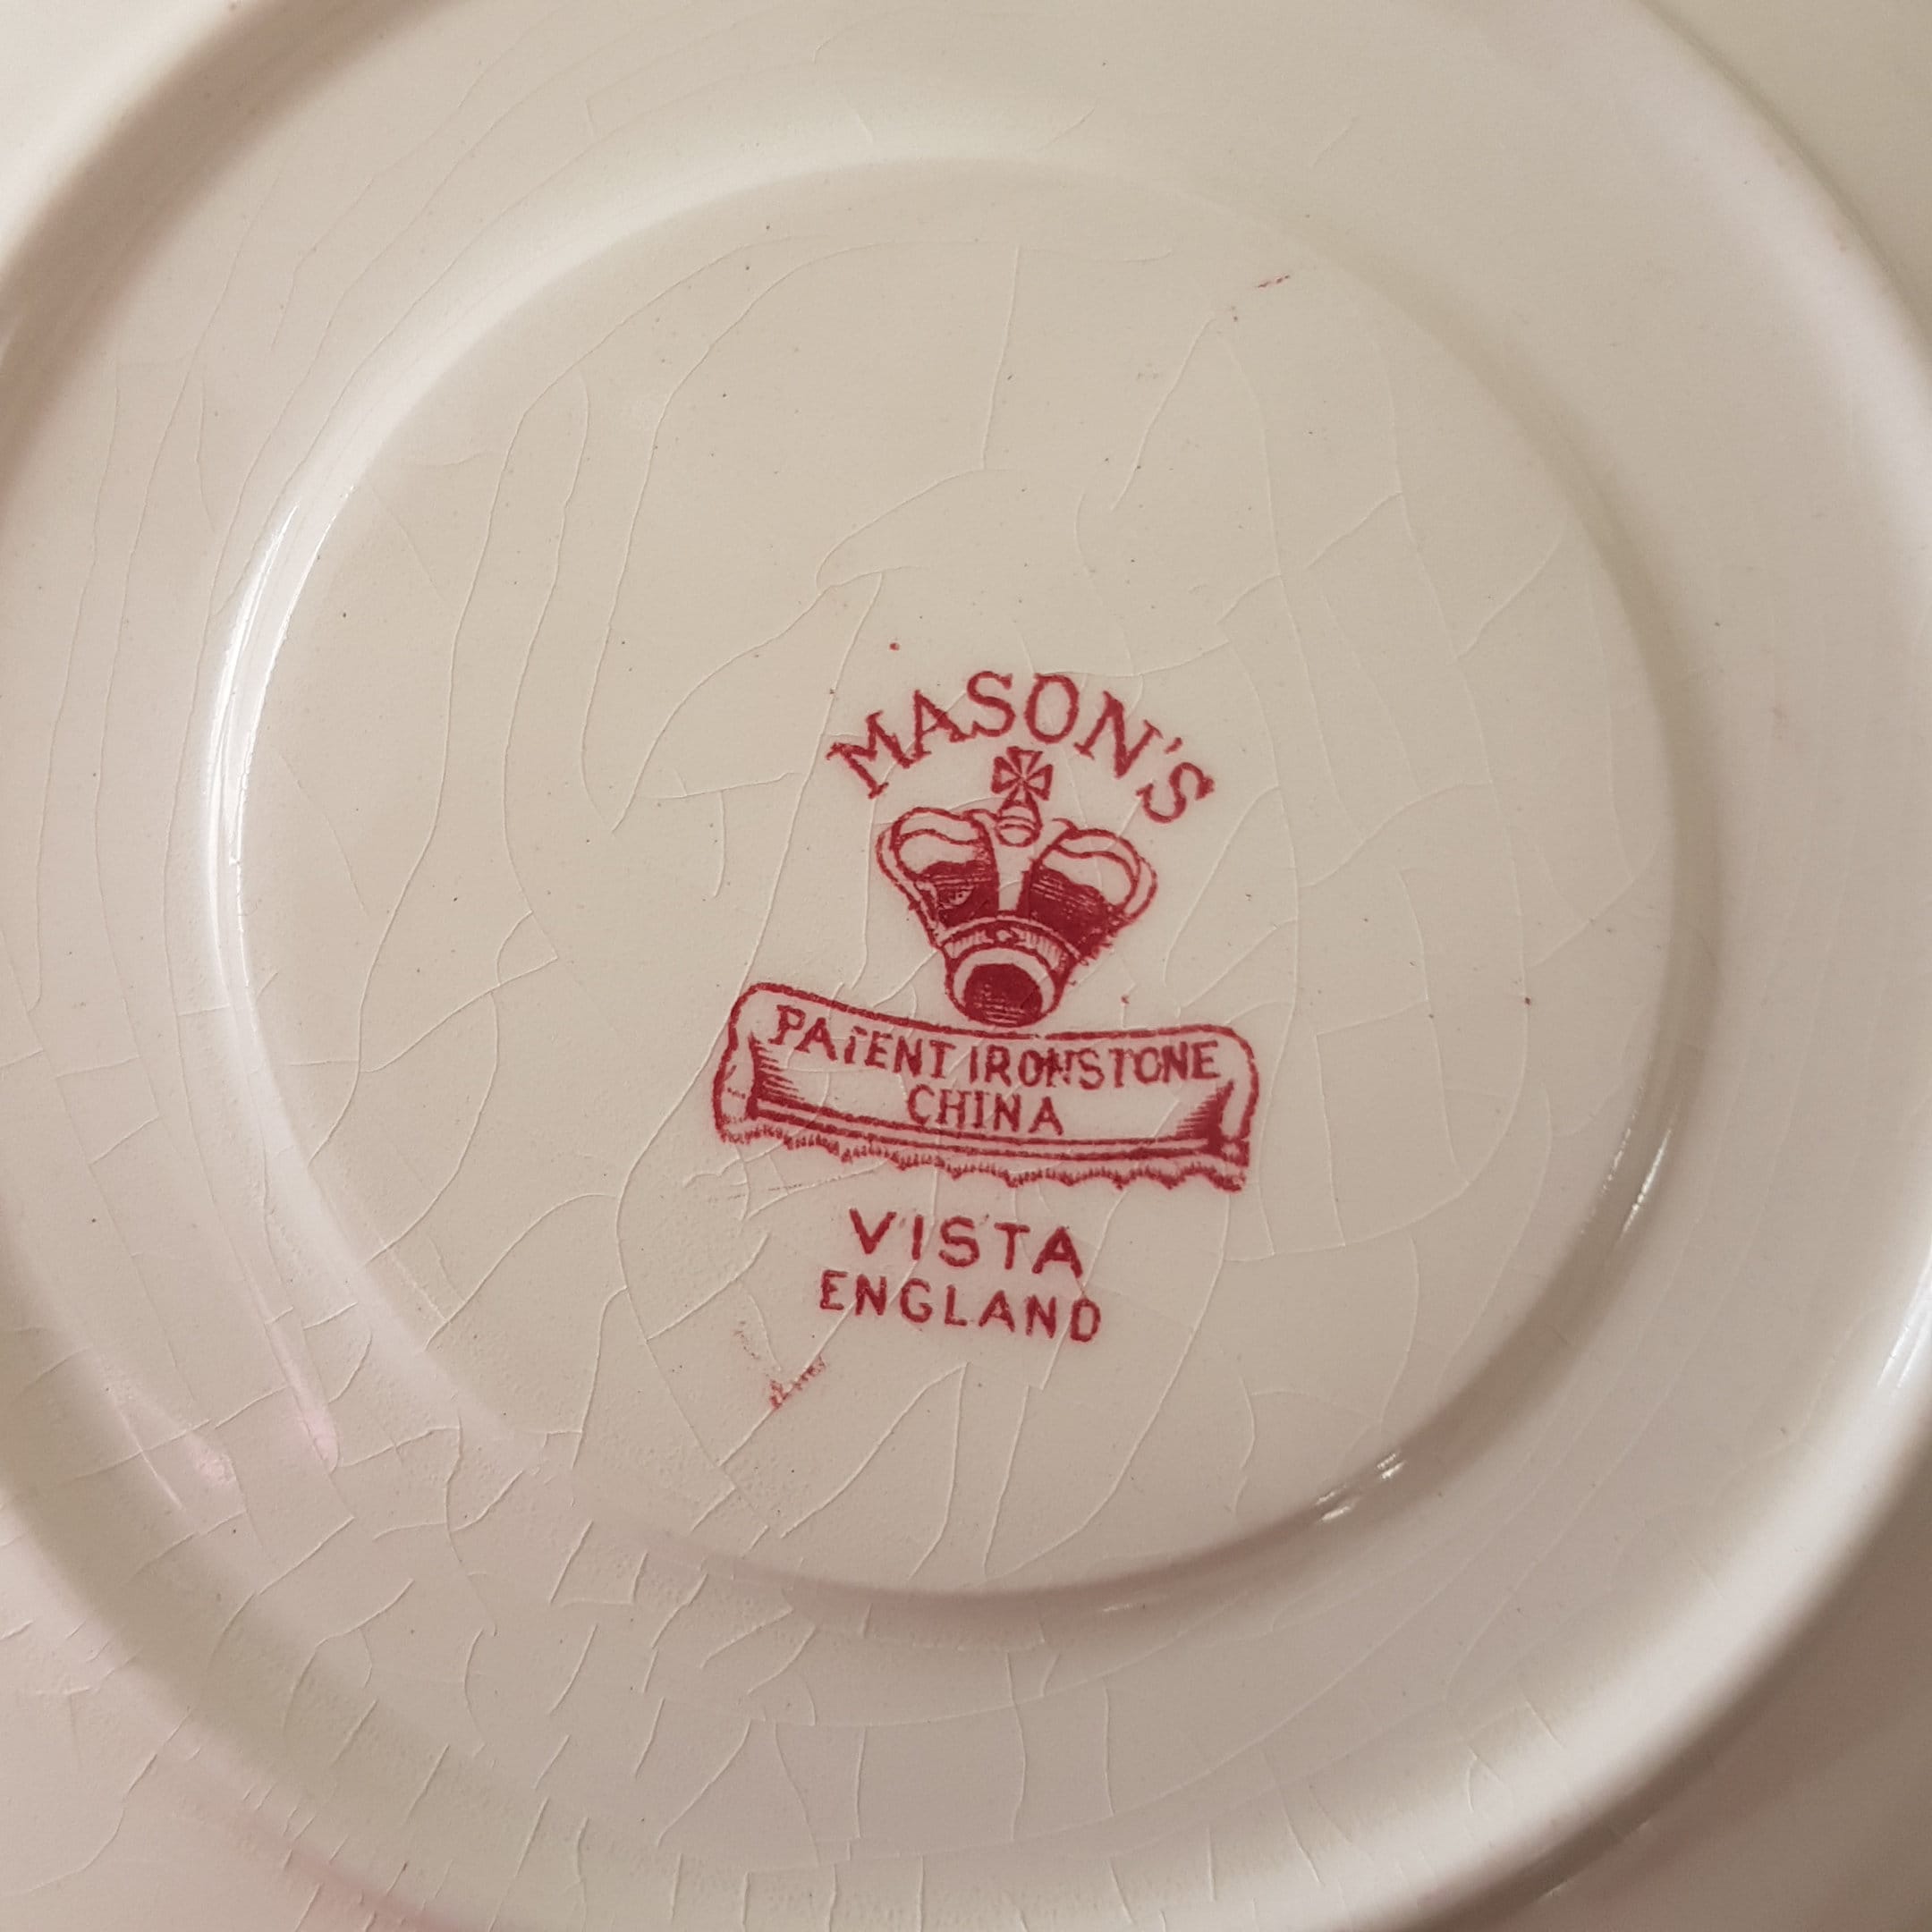 MASON'S
PATENT IRONSTONE
CHINA
VISTA
ENGLAND